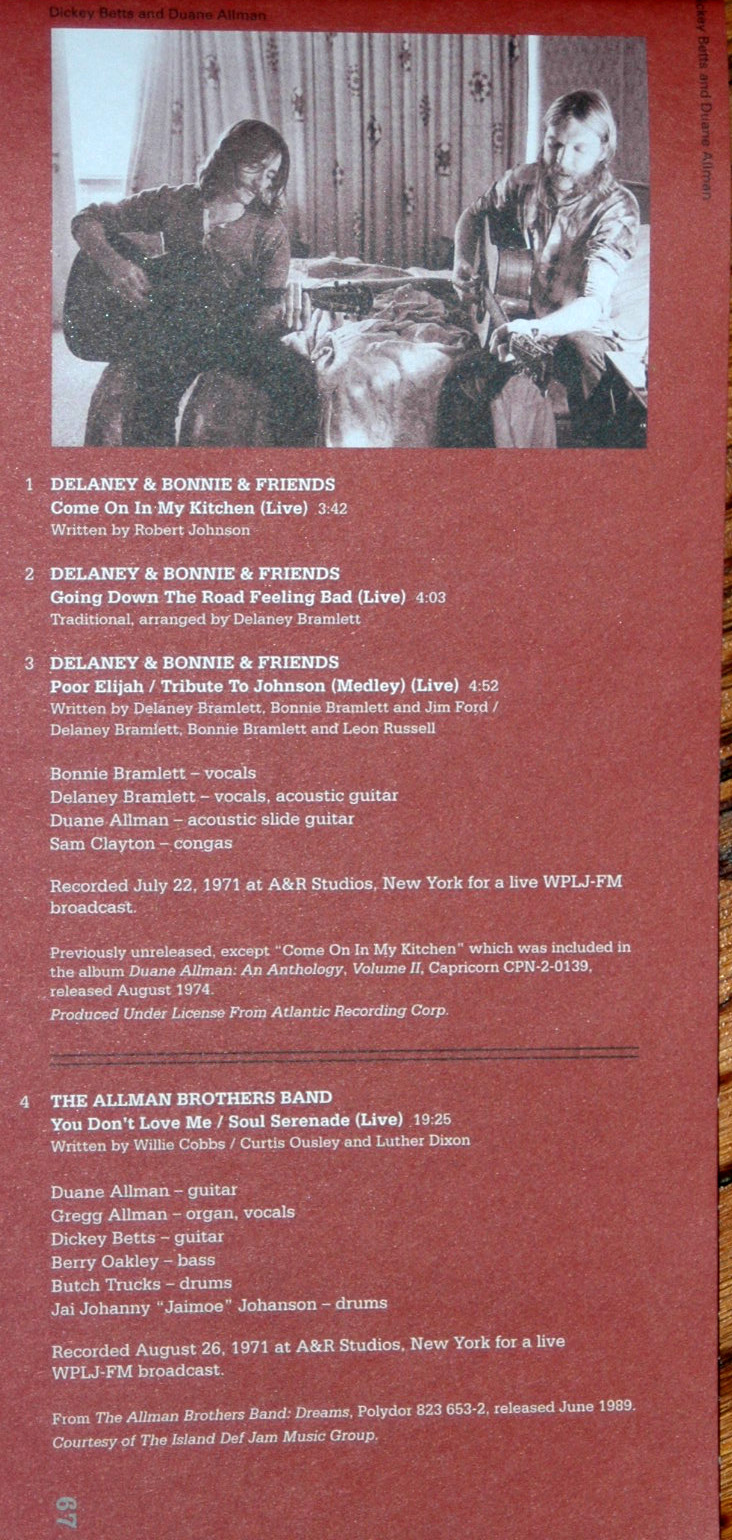 Dickey Betts and Duane Allman
ckey Betts and Duane Allman
1 DELANEY & BONNIE & FRIENDS
Come On In My Kitchen (Live) 3:42
Written by Robert Johnson
2 DELANEY & BONNIE & FRIENDS
Going Down The Road Feeling Bad (Live) 4:03
Traditional, arranged by Delaney Bramlett
3 DELANEY & BONNIE & FRIENDS
Poor Elijah / Tribute To Johnson (Medley) (Live) 4:52
Written by Delaney Bramlett, Bonnie Bramlett and Jim Ford /
Delaney Bramlett, Bonnie Bramlett and Leon Russell
Bonnie Bramlett – vocals
Delaney Bramlett – vocals, acoustic guitar
Duane Allman – acoustic slide guitar
Sam Clayton – congas
Recorded July 22, 1971 at A&R Studios, New York for a live WPLJ-FM
broadcast.
Previously unreleased, except “Come On In My Kitchen” which was included in
the album Duane Allman: An Anthology, Volume II, Capricorn CPN-2-0139,
released August 1974.
Produced Under License From Atlantic Recording Corp.
4 THE ALLMAN BROTHERS BAND
You Don't Love Me / Soul Serenade (Live) 19:25
Written by Willie Cobbs / Curtis Ousley and Luther Dixon
Duane Allman – guitar
Gregg Allman – organ, vocals
Dickey Betts – guitar
Berry Oakley – bass
Butch Trucks – drums
Jai Johanny “Jaimoe” Johanson – drums
Recorded August 26, 1971 at A&R Studios, New York for a live
WPLJ-FM broadcast.
From The Allman Brothers Band: Dreams, Polydor 823 653-2, released June 1989.
Courtesy of The Island Def Jam Music Group.
67